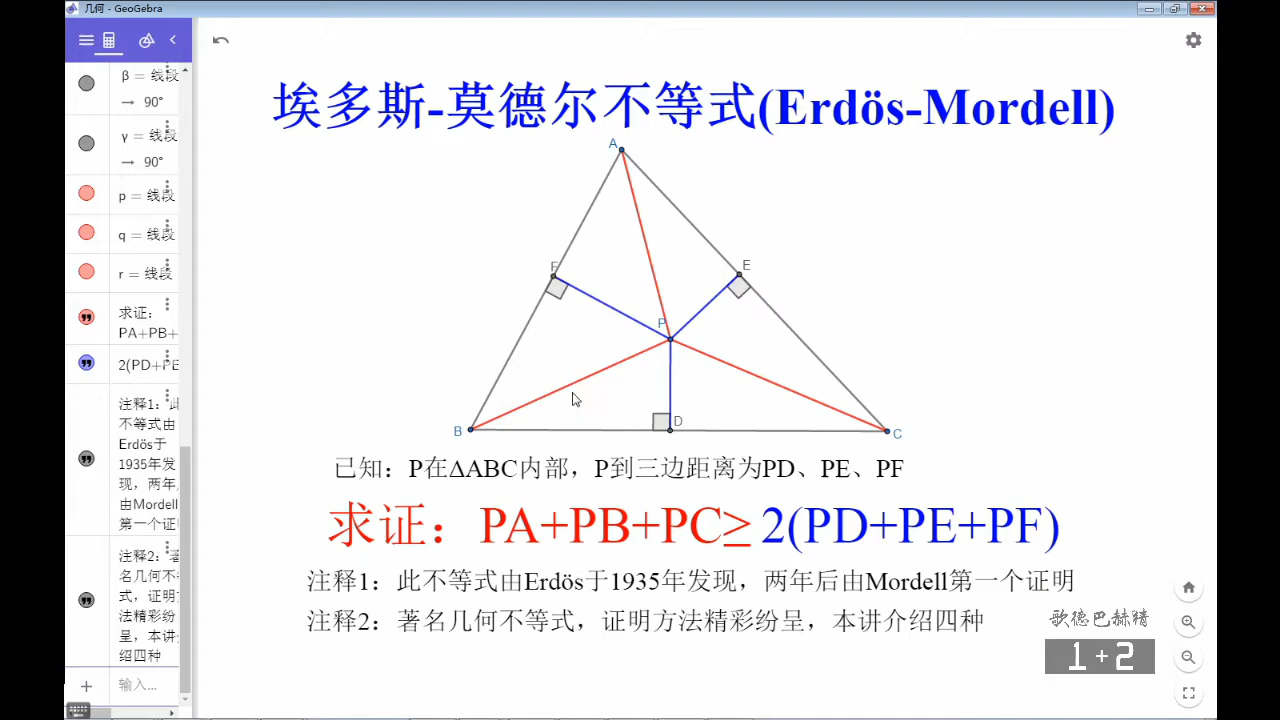 几何 - GeoGebra
β = 线段
→ 90°
γ = 线段
→ 90°
p = 线段
q = 线段
r = 线段
求证：
PA+PB+
2(PD+PE
注释1：此
不等式由
Erdös于
1935年发
现，两年
由Mordell
第一个证
注释2：著
名几何不
式，证明
法精彩纷
呈，本讲介
绍四种
输入...
埃多斯-莫德尔不等式(Erdös-Mordell)
A
F
E
P
B
D
C
已知：P在ΔABC内部，P到三边距离为PD、PE、PF
求证：PA+PB+PC≥ 2(PD+PE+PF)
注释1：此不等式由Erdös于1935年发现，两年后由Mordell第一个证明
注释2：著名几何不等式，证明方法精彩纷呈，本讲介绍四种
歌德巴赫猜
1+2